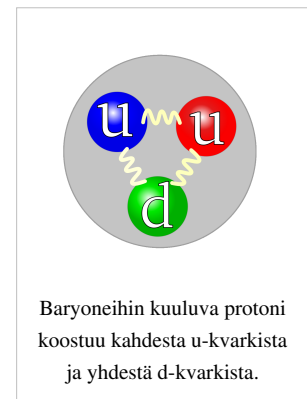 u u
d
Baryoneihin kuuluva protoni
koostuu kahdesta u-kvarkista
ja yhdestä d-kvarkista.